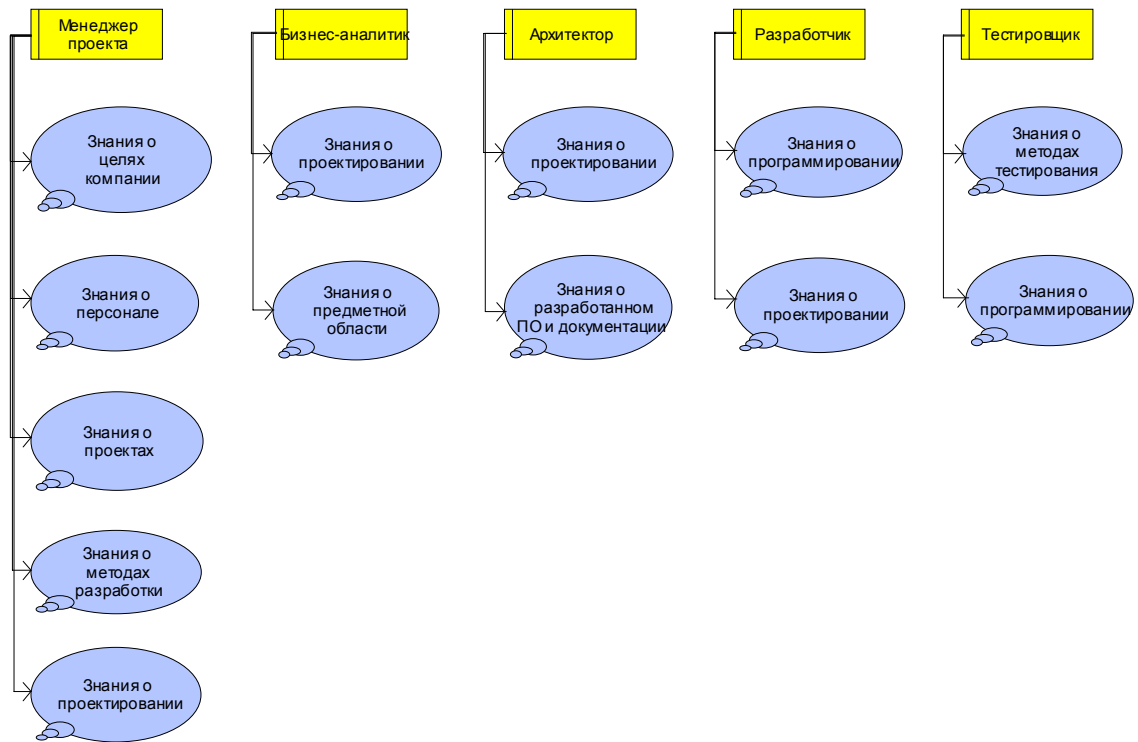 Менеджер
проекта
Бизнес-аналитик
Архитектор
Разработчик
Тестировщик
Знания о
целях
компании
Знания о
проектировании
Знания о
проектировании
Знания о
программировании
Знания о
методах
тестирования
Знания о
персонале
Знания о
предметной
области
Знания о
разработанном
ПО и документации
Знания о
проектировании
Знания о
программировании
Знания о
проектах
Знания о
методах
разработки
Знания о
проектировании